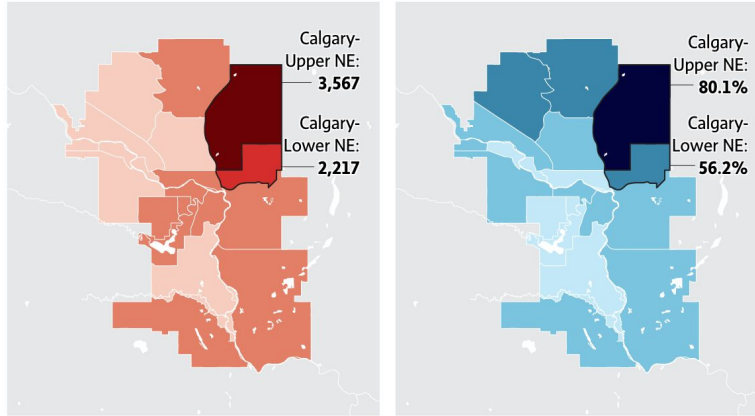 Calgary-
Upper NE:
3,567
Calgary-
Lower NE:
2,217
Calgary-
Upper NE:
80.1%
Calgary-
Lower NE:
56.2%